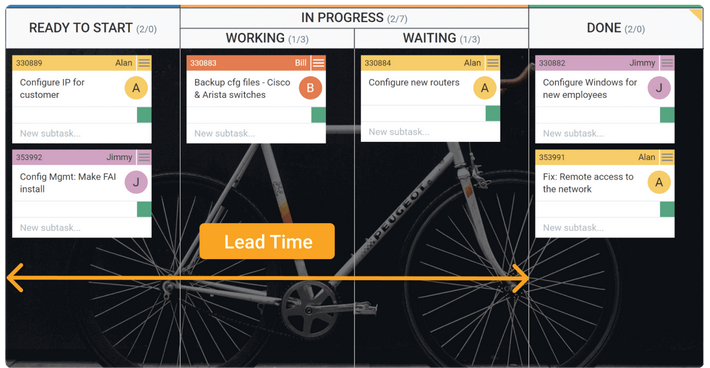 READY TO START (2/0)
IN PROGRESS (2/7)
WORKING (1/3)
WAITING (1/3)
DONE (2/0)
330889 Alan
Configure IP for
customer
A
New subtask...
353992 Jimmy
Config Mgmt: Make FAI
install
J
New subtask...
330883 Bill
Backup cfg files - Cisco
& Arista switches
B
New subtask...
330884 Alan
Configure new routers
A
New subtask...
330882 Jimmy
Configure Windows for
new employees
J
New subtask...
353991 Alan
Fix: Remote access to
the network
A
New subtask...
Lead Time
PEUGEOT